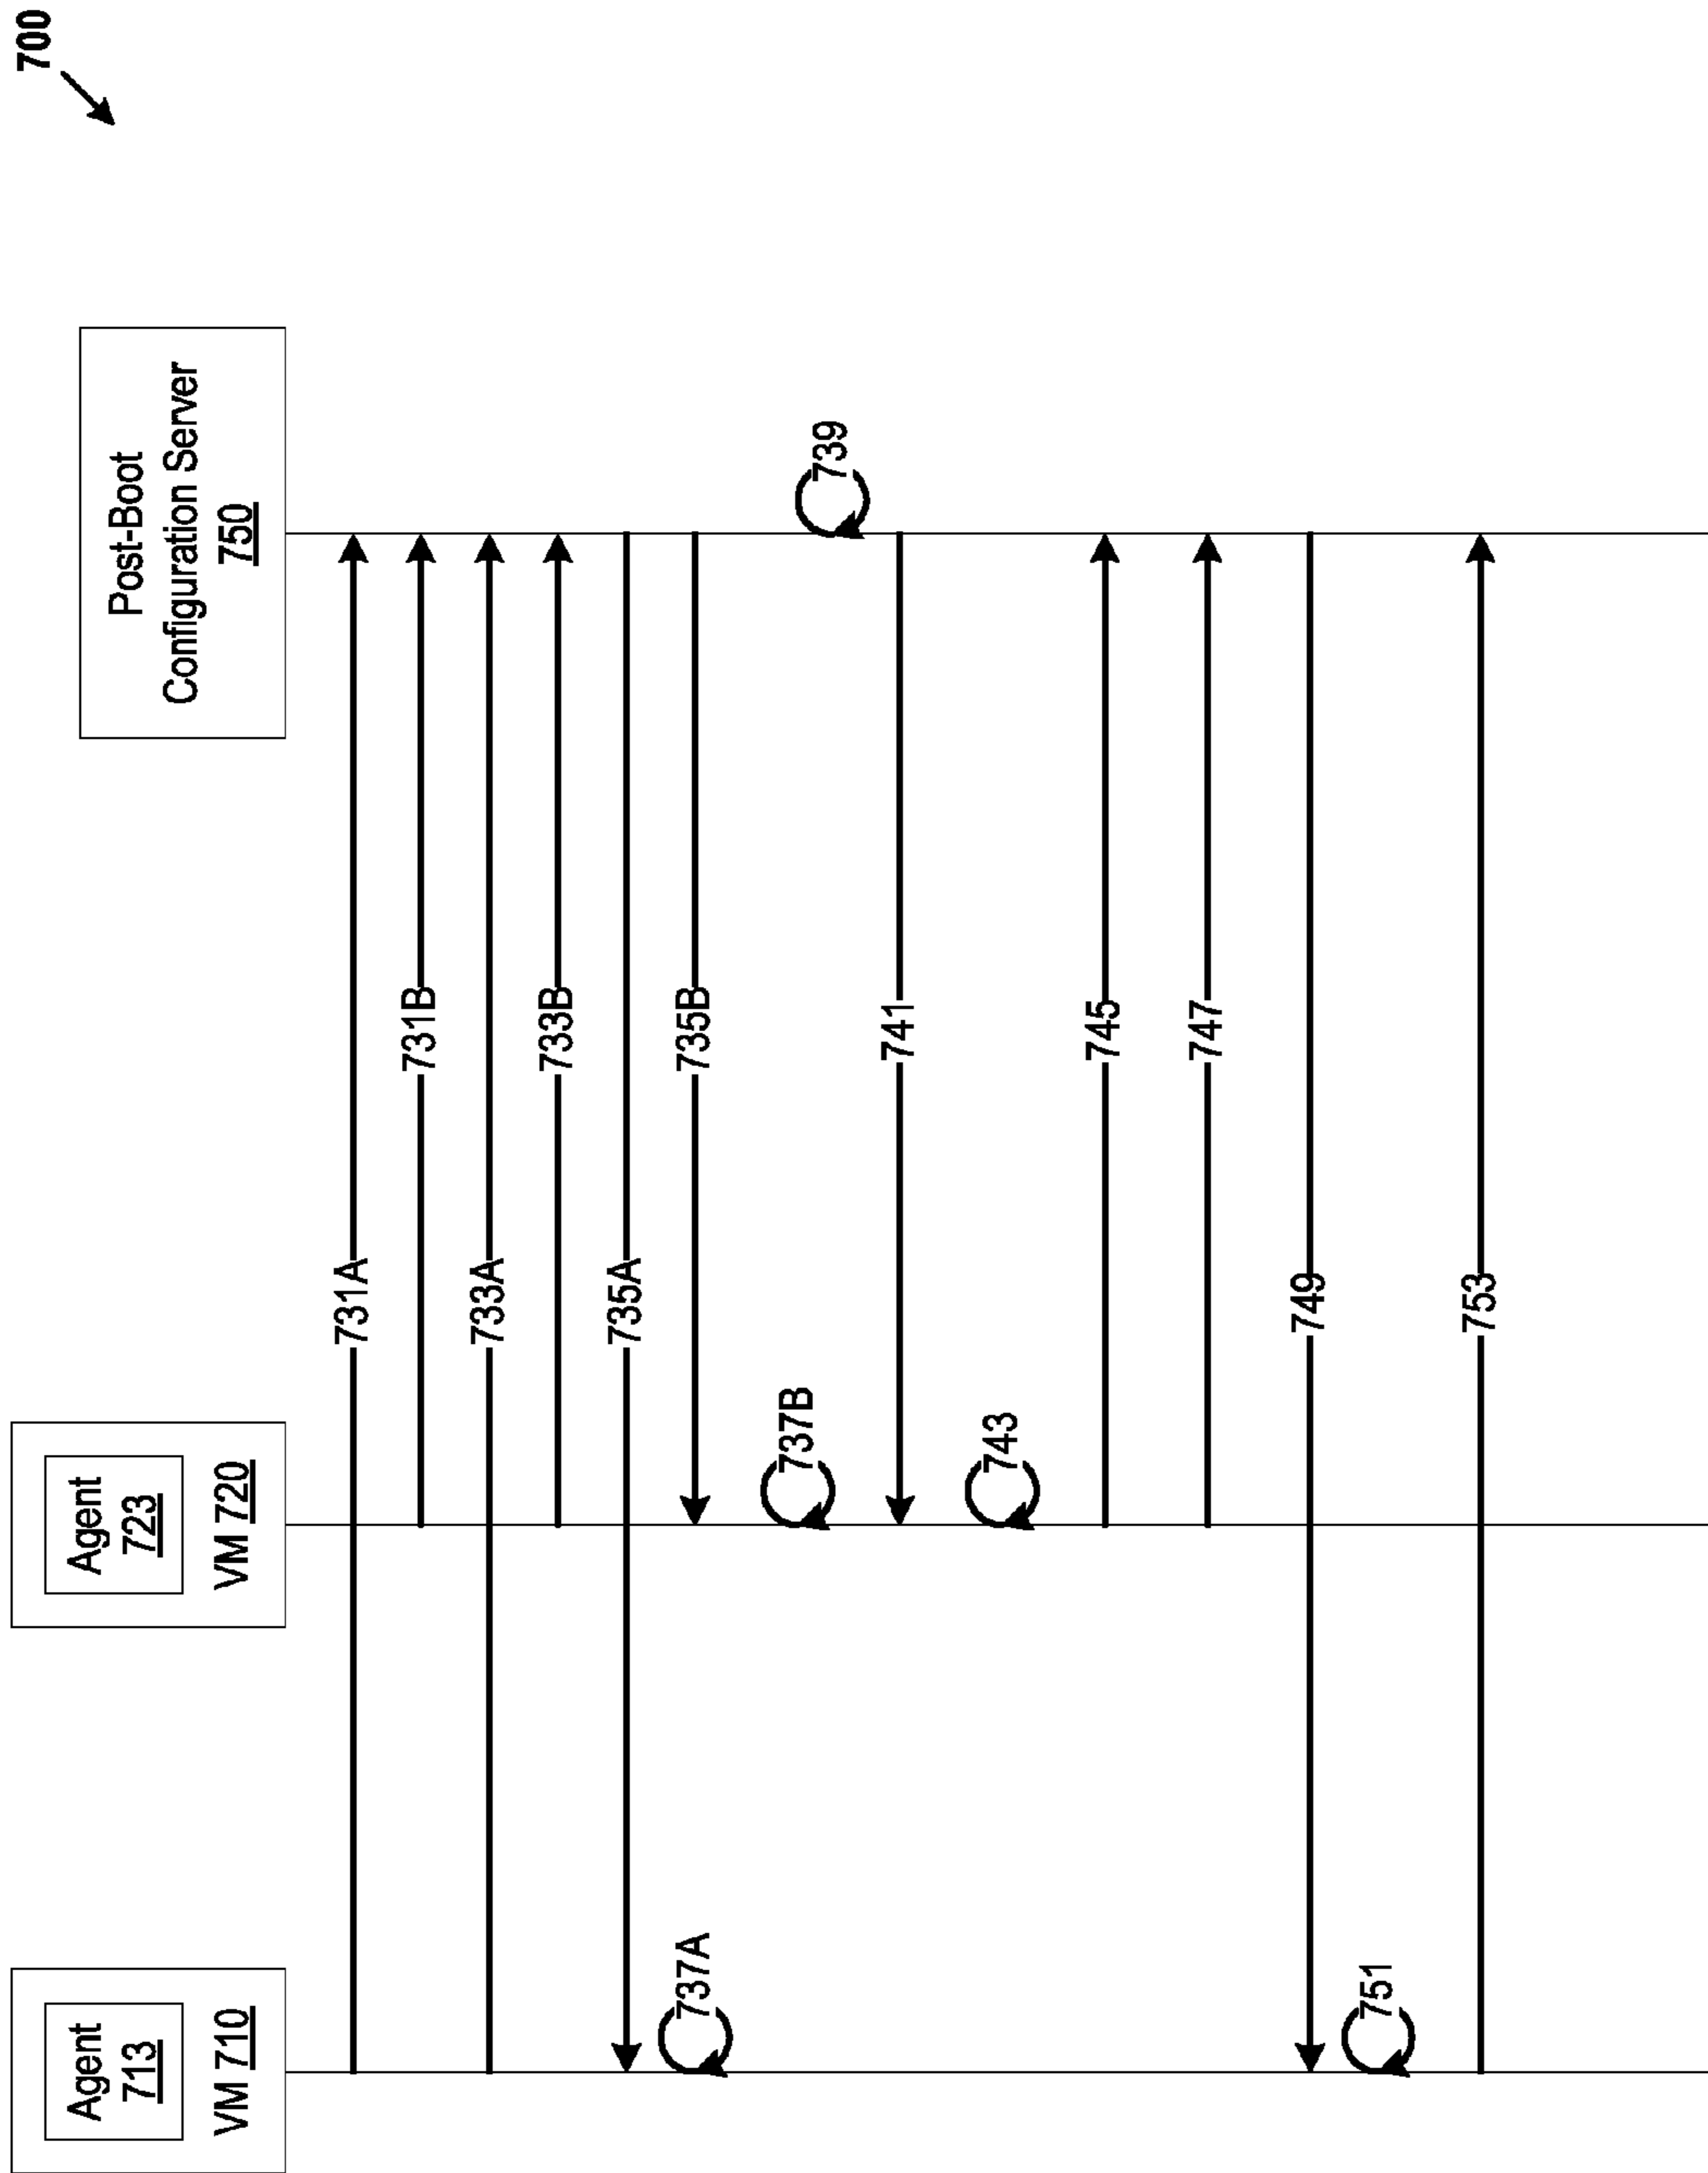 700
Agent
713
VM 710
Agent
723
VM 720
Post-Boot
Configuration Server
750
731A
731B
733A
733B
735A
735B
737A
737B
739
741
743
745
747
749
751
753